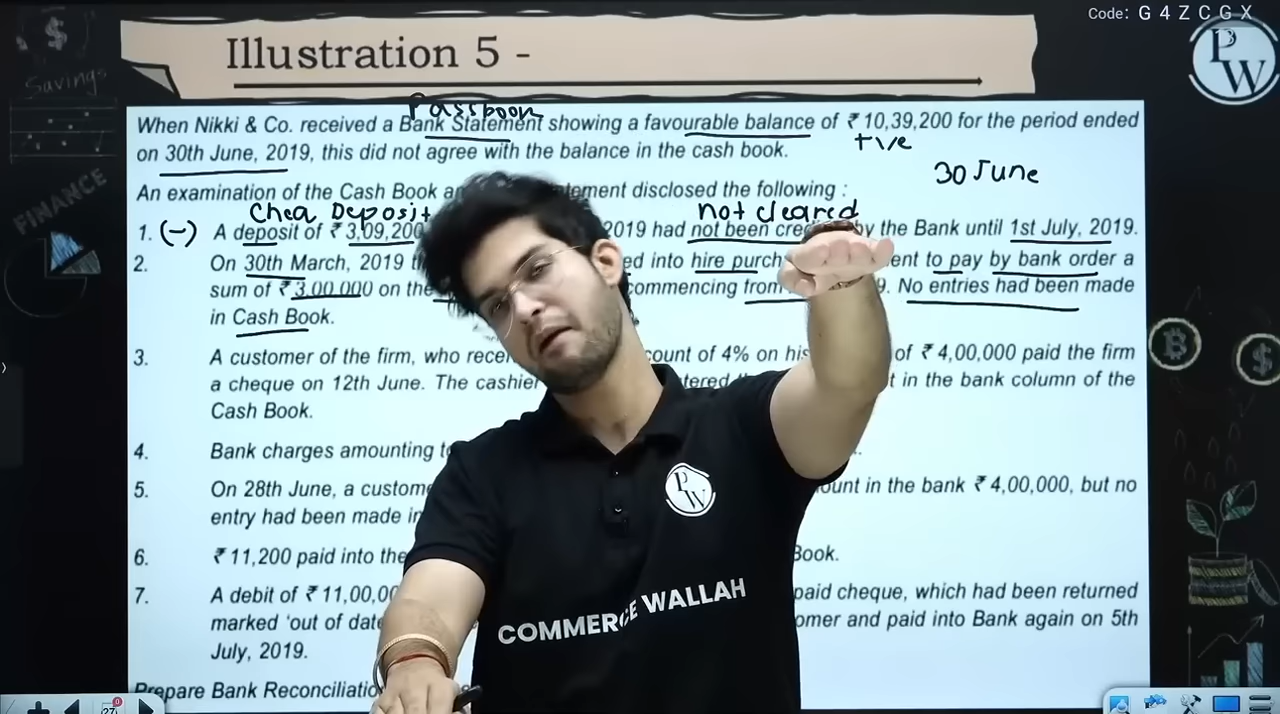 Code: G 4 Z C G X
PW
Illustration 5 -
Savings
FINANCE
Passbook
When Nikki & Co. received a Bank Statement showing a favourable balance of ₹ 10,39,200 for the period ended
+ive
on 30th June, 2019, this did not agree with the balance in the cash book.
30 June
An examination of the Cash Book tement disclosed the following :
Cheq Deposit not cleared
1. (-) A deposit of ₹ 3,09,200 2019 had not been by the Bank until 1st July, 2019.
2. On 30th March, 2019 ed into hire purch ent to pay by bank order a
sum of ₹ 3,00,000 on the commencing from 9. No entries had been made
in Cash Book.
3. A customer of the firm, who rece count of 4% on his of ₹ 4,00,000 paid the firm
a cheque on 12th June. The cashier tered t in the bank column of the
Cash Book.
4. Bank charges amounting
5. On 28th June, a custome ount in the bank ₹ 4,00,000, but no
entry had been made in
6. ₹ 11,200 paid into the Book.
7. A debit of ₹ 11,00,00 paid cheque, which had been returned
marked 'out of date omer and paid into Bank again on 5th
July, 2019.
Prepare Bank Reconciliatio
PW
COMMERCE WALLAH